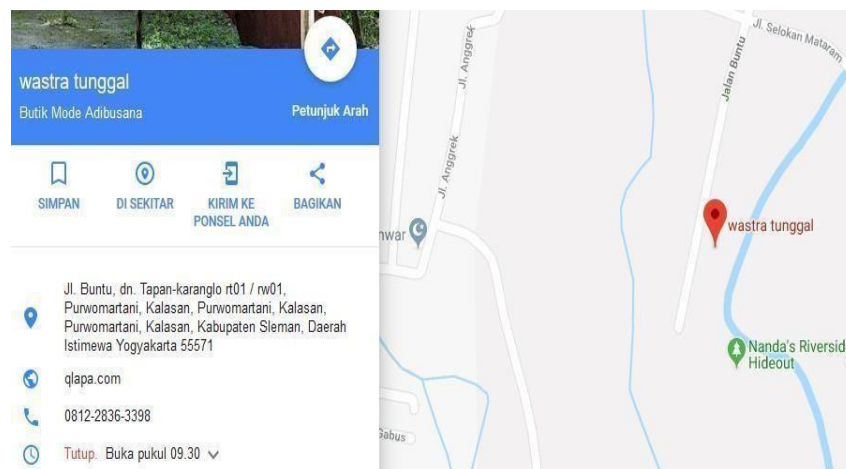 wastra tunggal
Butik Mode Adibusana
Petunjuk Arah
SIMPAN
DI SEKITAR
KIRIM KE
PONSEL ANDA
BAGIKAN
Jl. Buntu, dn. Tapan-karanglo rt01 / rw01,
Purwomartani, Kalasan, Purwomartani, Kalasan,
Purwomartani, Kalasan, Kabupaten Sleman, Daerah
Istimewa Yogyakarta 55571
qlapa.com
0812-2836-3398
Tutup. Buka pukul 09.30
Jl. Anggrek
Jl. Anggrek
Jl. Selokan Mataram
Jalan Buntu
nwar
wastra tunggal
Nanda's Riversid
Hideout
Gabus